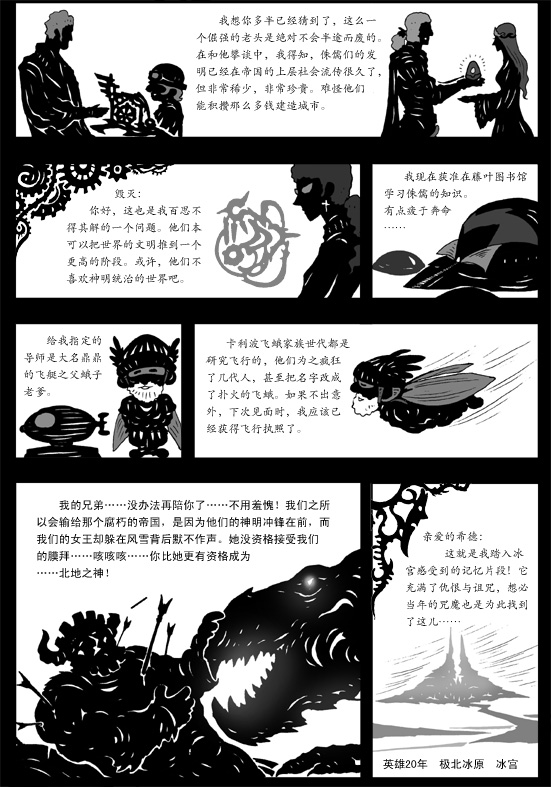 我想你多半已经猜到了，这么一
个倔强的老头是绝对不会半途而废的。
在和他攀谈中，我得知，侏儒们的发
明已经在帝国的上层社会流传很久了，
但非常稀少，非常珍贵。难怪他们
能积攒那么多钱建造城市。
毁灭：
你好，这也是我百思不
得其解的一个问题。他们本
可以把世界的文明推到一个
更高的阶段。或许，他们不
喜欢神明统治的世界吧。
我现在获准在藤叶图书馆
学习侏儒的知识。
有点疲于奔命
……
给我指定的
导师是大名鼎鼎
的飞艇之父蛾子
老爹。
卡利波飞蛾家族世代都是
研究飞行的，他们为之疯狂
了几代人，甚至把名字改成
了扑火的飞蛾。如果不出意
外，下次见面时，我应该已
经获得飞行执照了。
我的兄弟……没办法再陪你了……不用羞愧！我们之所
以会输给那个腐朽的帝国，是因为他们的神明冲锋在前，而
我们的女王却躲在风雪背后默不作声。她没资格接受我们
的膜拜……咳咳咳……你比她更有资格成为
……北地之神！
亲爱的希德：
这就是我踏入冰
宫感受到的记忆片段！它
充满了仇恨与诅咒，想必
当年的咒魔也是为此找到
了这儿……
英雄20年 极北冰原 冰宫